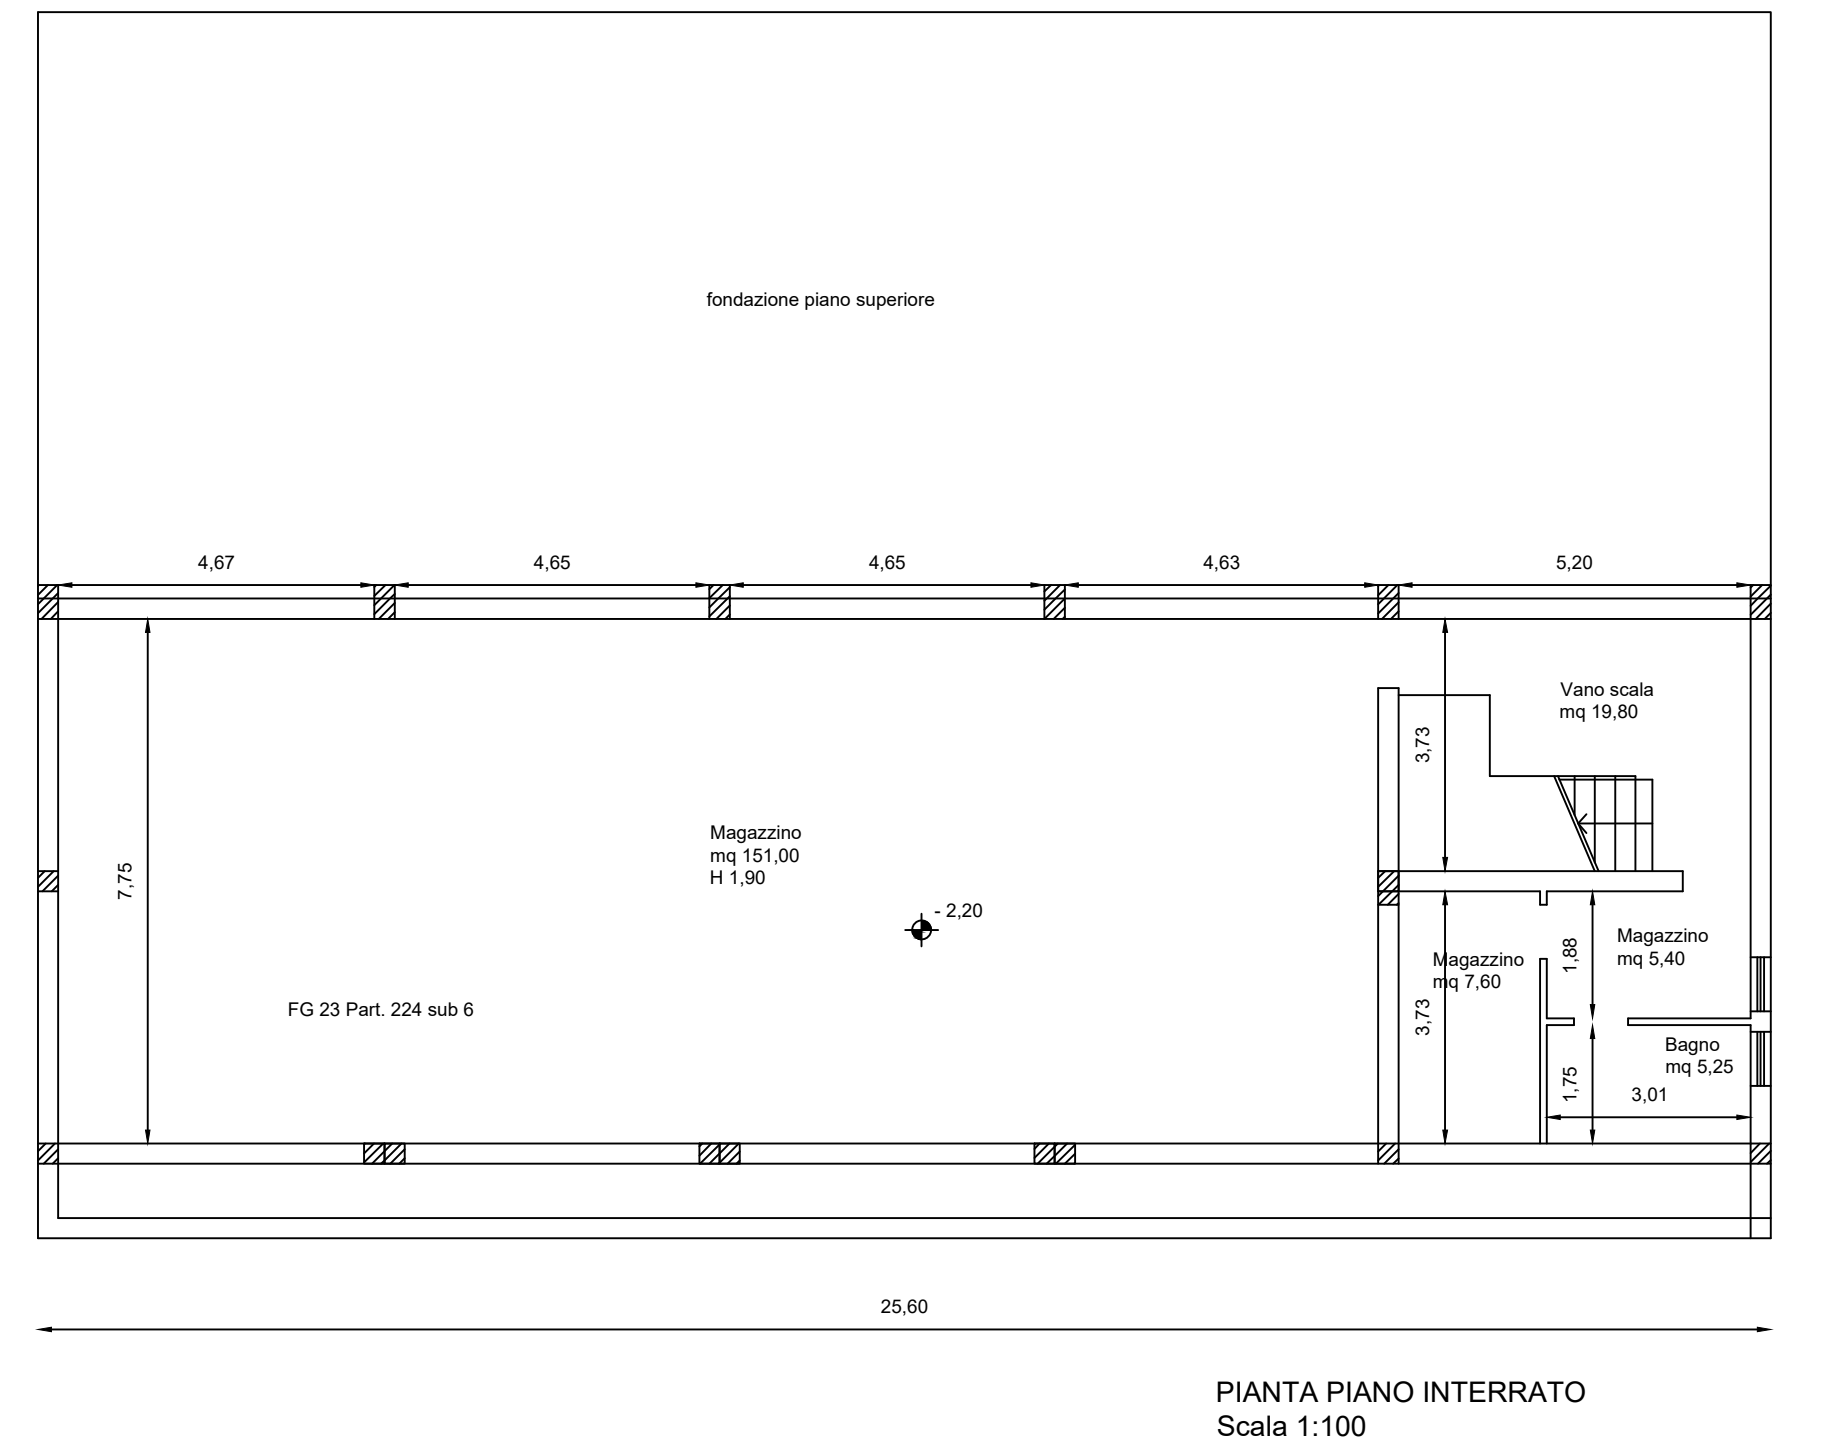 fondazione piano superiore
4,67
4,65
4,65
4,63
5,20
Vano scala
mq 19,80
3,73
Magazzino
mq 151,00
H 1,90
7,75
- 2,20
Magazzino
mq 5,40
1,88
Magazzino
mq 7,60
3,73
FG 23 Part. 224 sub 6
Bagno
mq 5,25
1,75
3,01
25,60
PIANTA PIANO INTERRATO
Scala 1:100